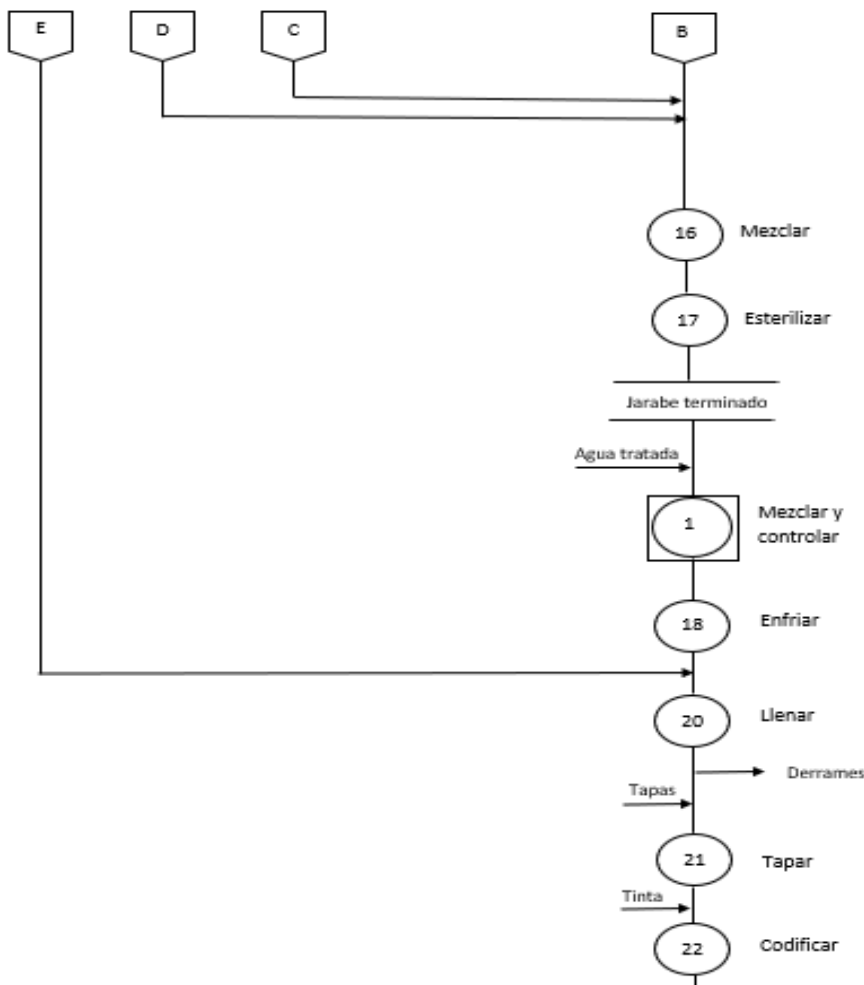 E
D
C
B
16
Mezclar
17
Esterilizar
Jarabe terminado
Agua tratada
1
Mezclar y
controlar
18
Enfriar
20
Llenar
Derrames
Tapas
21
Tapar
Tinta
22
Codificar